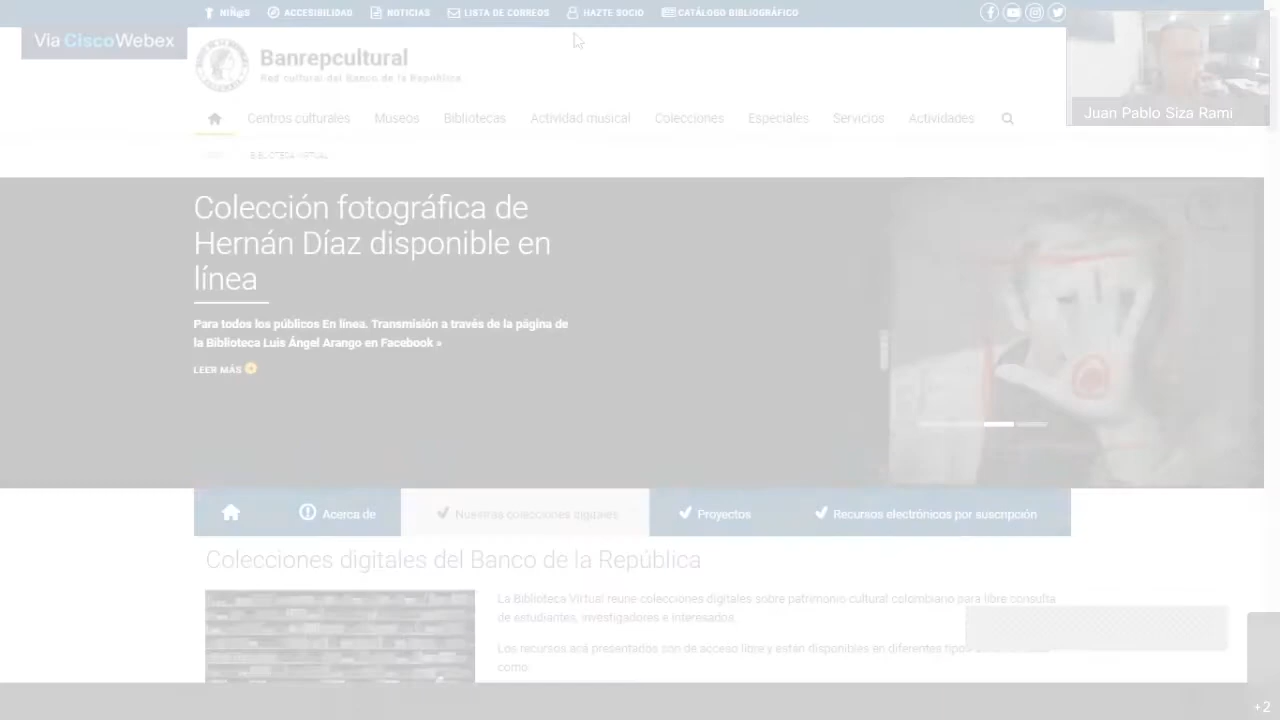 NIÑ@S ACCESIBILIDAD NOTICIAS LISTA DE CORREOS HAZTE SOCIO CATÁLOGO BIBLIOGRÁFICO
Vía CiscoWebex
Banrepcultural
Red cultural del Banco de la República
Juan Pablo Siza Rami
Centros culturales Museos Bibliotecas Actividad musical Colecciones Especiales Servicios Actividades
BIBLIOTECA VIRTUAL
Colección fotográfica de
Hernán Díaz disponible en
línea
Para todos los públicos En línea. Transmisión a través de la página de
la Biblioteca Luis Ángel Arango en Facebook »
LEER MÁS
Acerca de Nuestras colecciones digitales Proyectos Recursos electrónicos por suscripción
Colecciones digitales del Banco de la República
La Biblioteca Virtual reúne colecciones digitales sobre patrimonio cultural colombiano para libre consulta
de estudiantes, investigadores e interesados.
Los recursos acá presentados son de acceso libre y están disponibles en diferentes
como:
+2